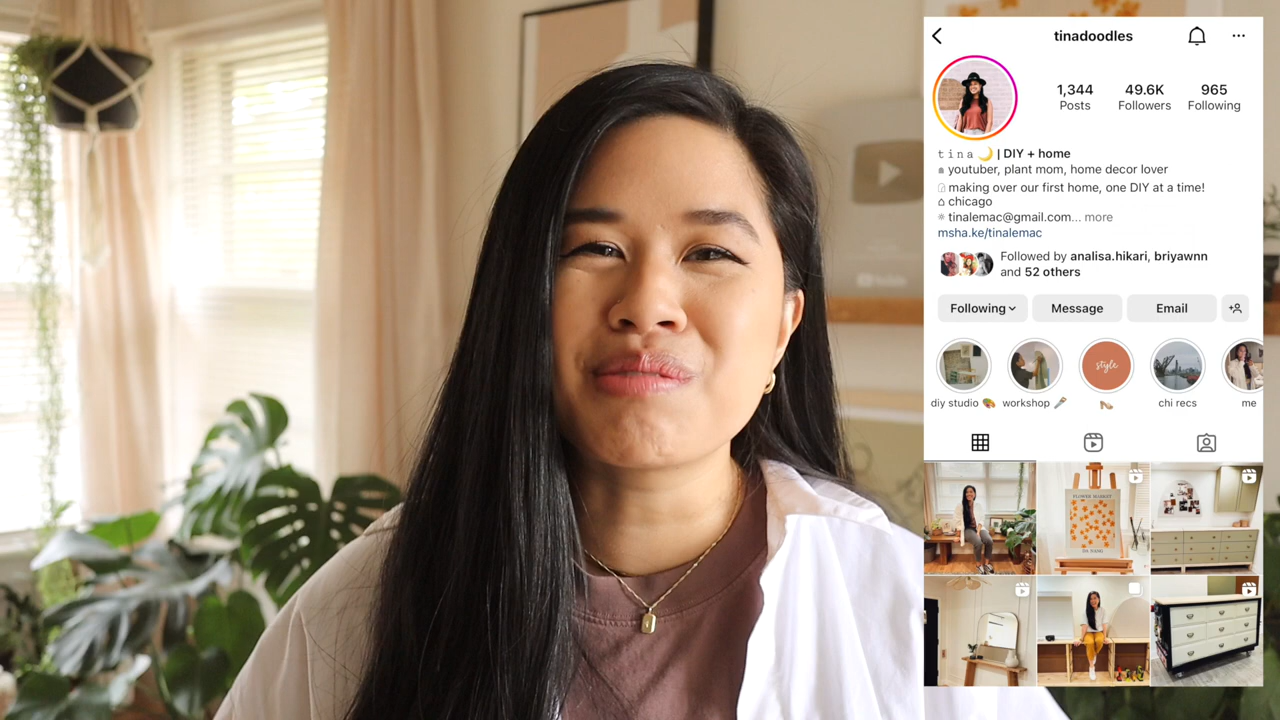 tinadoodles
1,344 49.6K 965
Posts Followers Following
t i n a 🌙 | DIY + home
youtuber, plant mom, home decor lover
making over our first home, one DIY at a time!
⌂ chicago
☼ tinalemac@gmail.com... more
msha.ke/tinalemac
Followed by analisa.hikari, briyawnn
and 52 others
Following Message Email
style
diy studio 🎨 workshop 🪚 👠 chi recs me
FLOWER MARKET